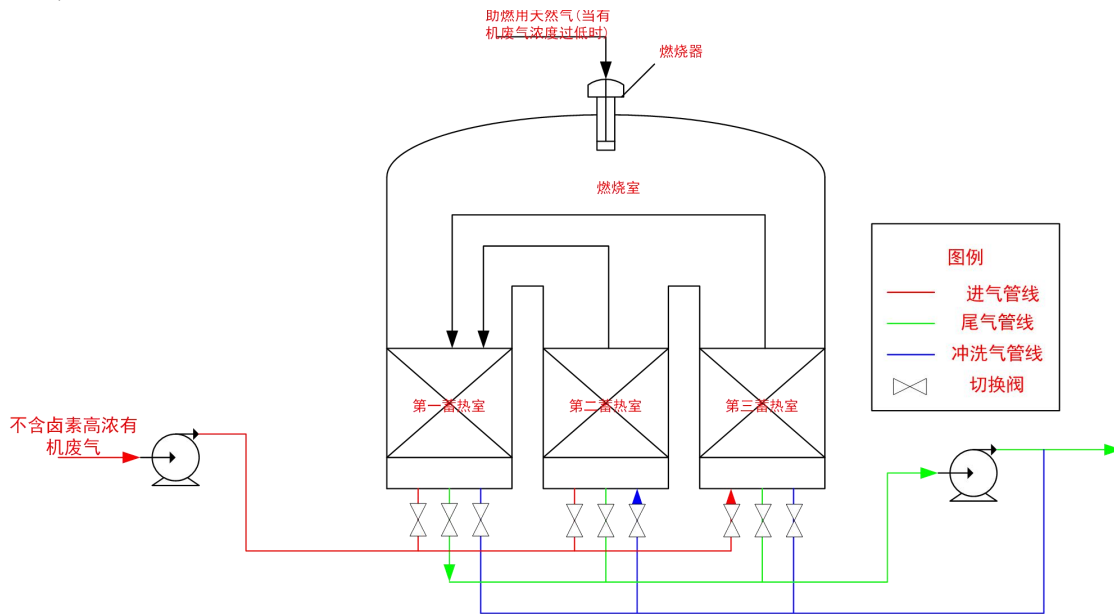 助燃用天然气(当有
机废气浓度过低时)
燃烧器
燃烧室
图例
进气管线
尾气管线
冲洗气管线
切换阀
第一蓄热室
第二蓄热室
第三蓄热室
不含卤素高浓有
机废气